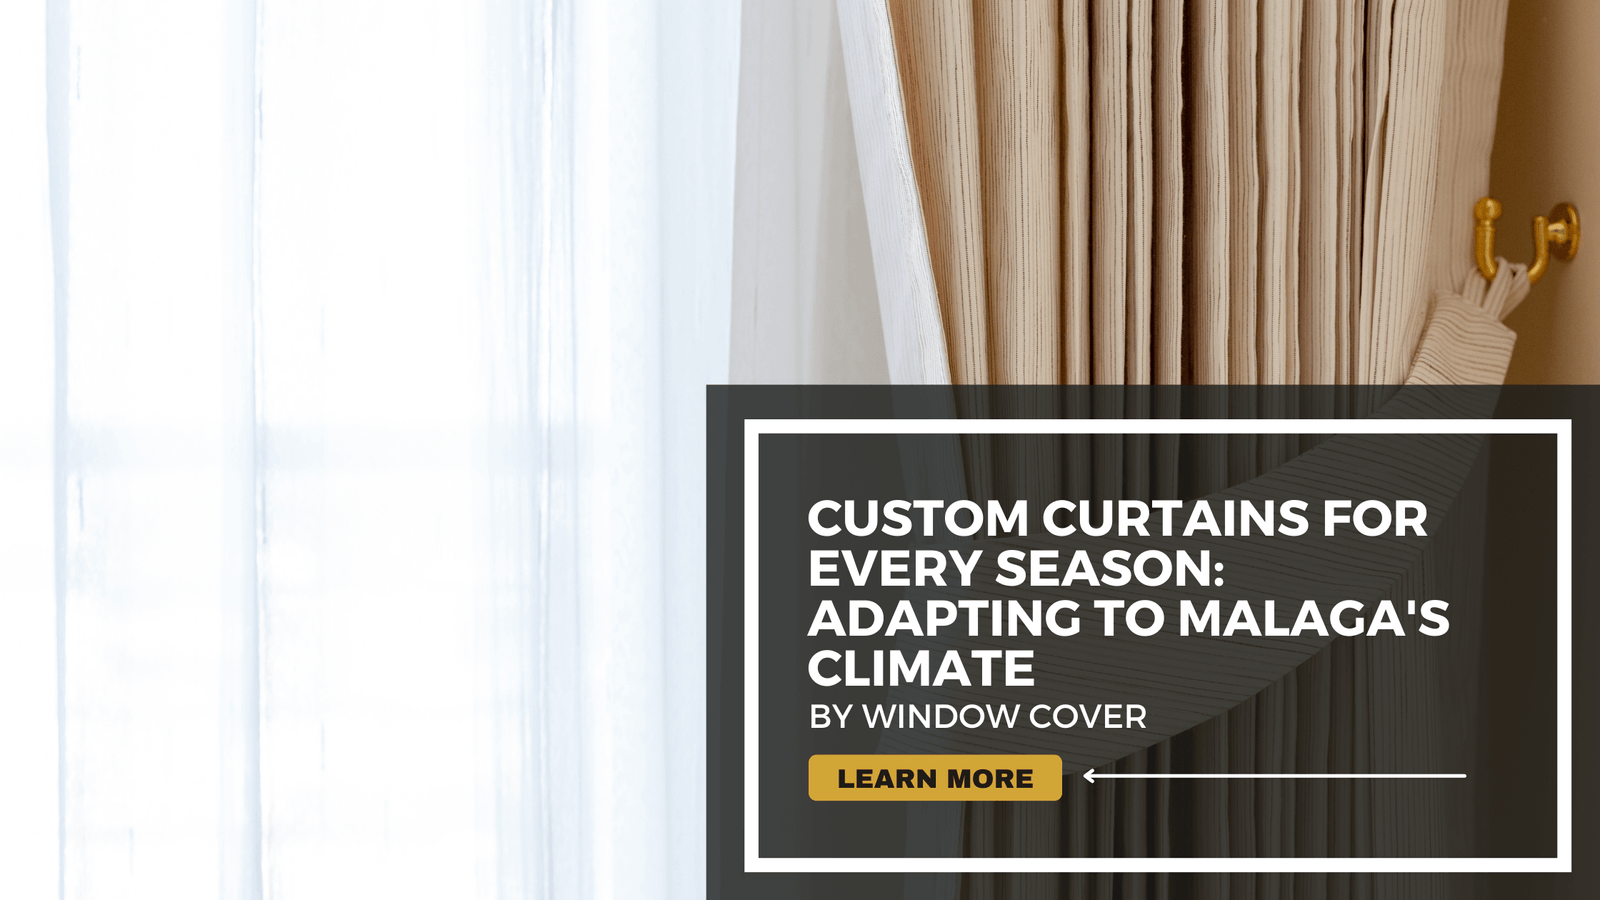 CUSTOM CURTAINS FOR
EVERY SEASON:
ADAPTING TO MALAGA'S
CLIMATE
BY WINDOW COVER
LEARN MORE